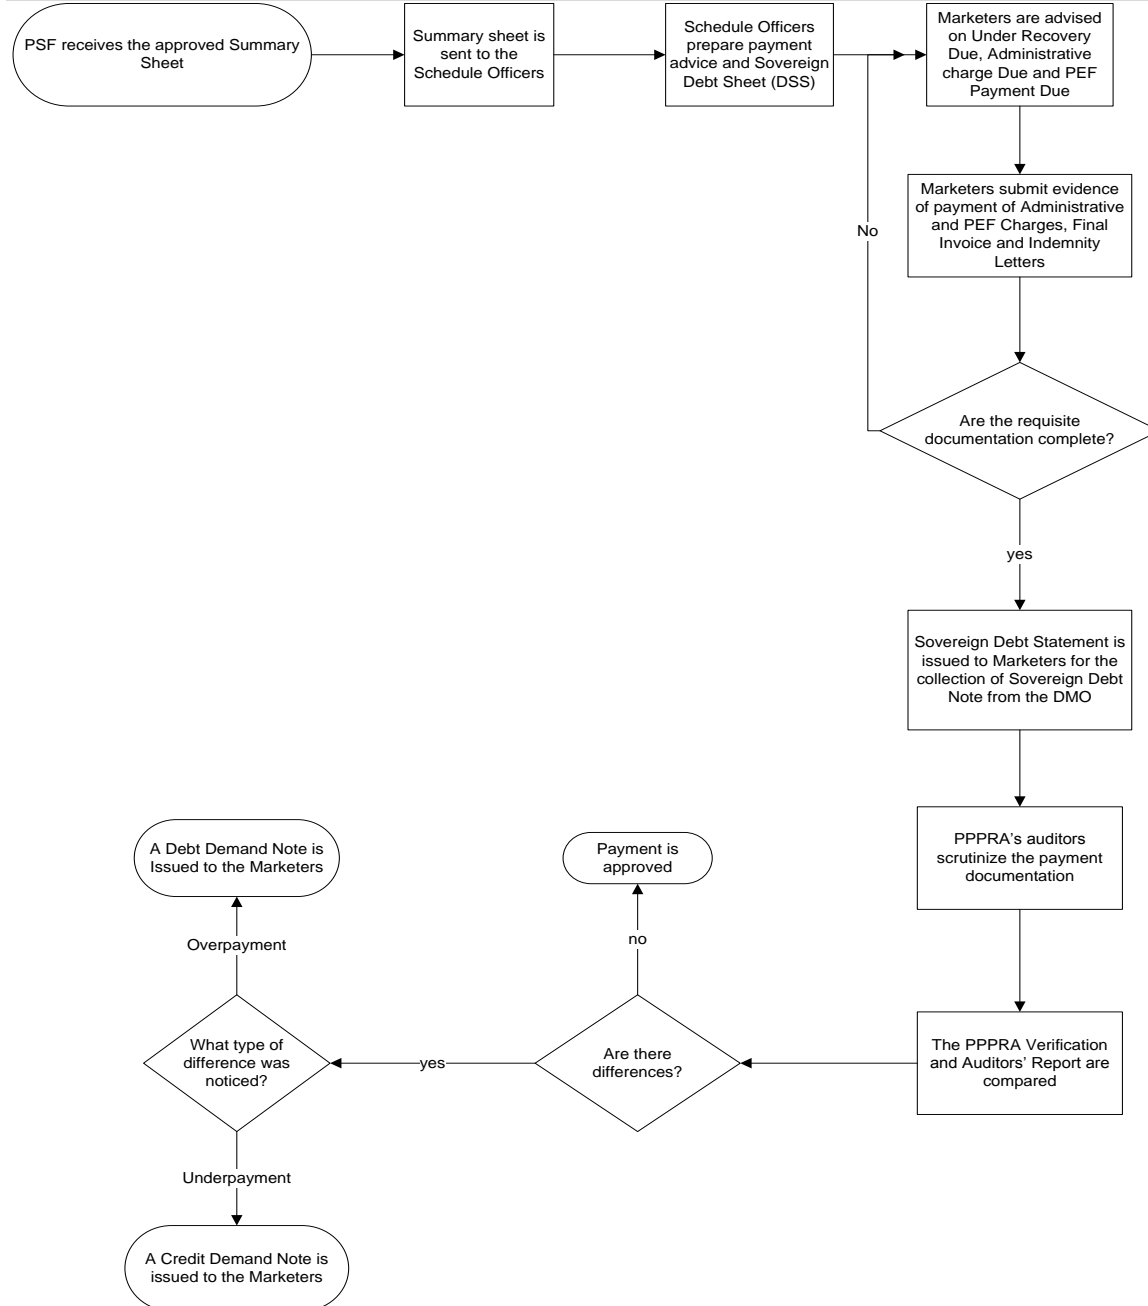 PSF receives the approved Summary
Sheet
Summary sheet is
sent to the
Schedule Officers
Schedule Officers
prepare payment
advice and Sovereign
Debt Sheet (DSS)
Marketers are advised
on Under Recovery
Due, Administrative
charge Due and PEF
Payment Due
Marketers submit evidence
of payment of Administrative
and PEF Charges, Final
Invoice and Indemnity
Letters
No
Are the requisite
documentation complete?
yes
Sovereign Debt Statement is
issued to Marketers for the
collection of Sovereign Debt
Note from the DMO
PPPRA's auditors
scrutinize the payment
documentation
The PPPRA Verification
and Auditors' Report are
compared
Are there
differences?
no
Payment is
approved
yes
What type of
difference was
noticed?
Overpayment
A Debt Demand Note is
Issued to the Marketers
Underpayment
A Credit Demand Note is
issued to the Marketers